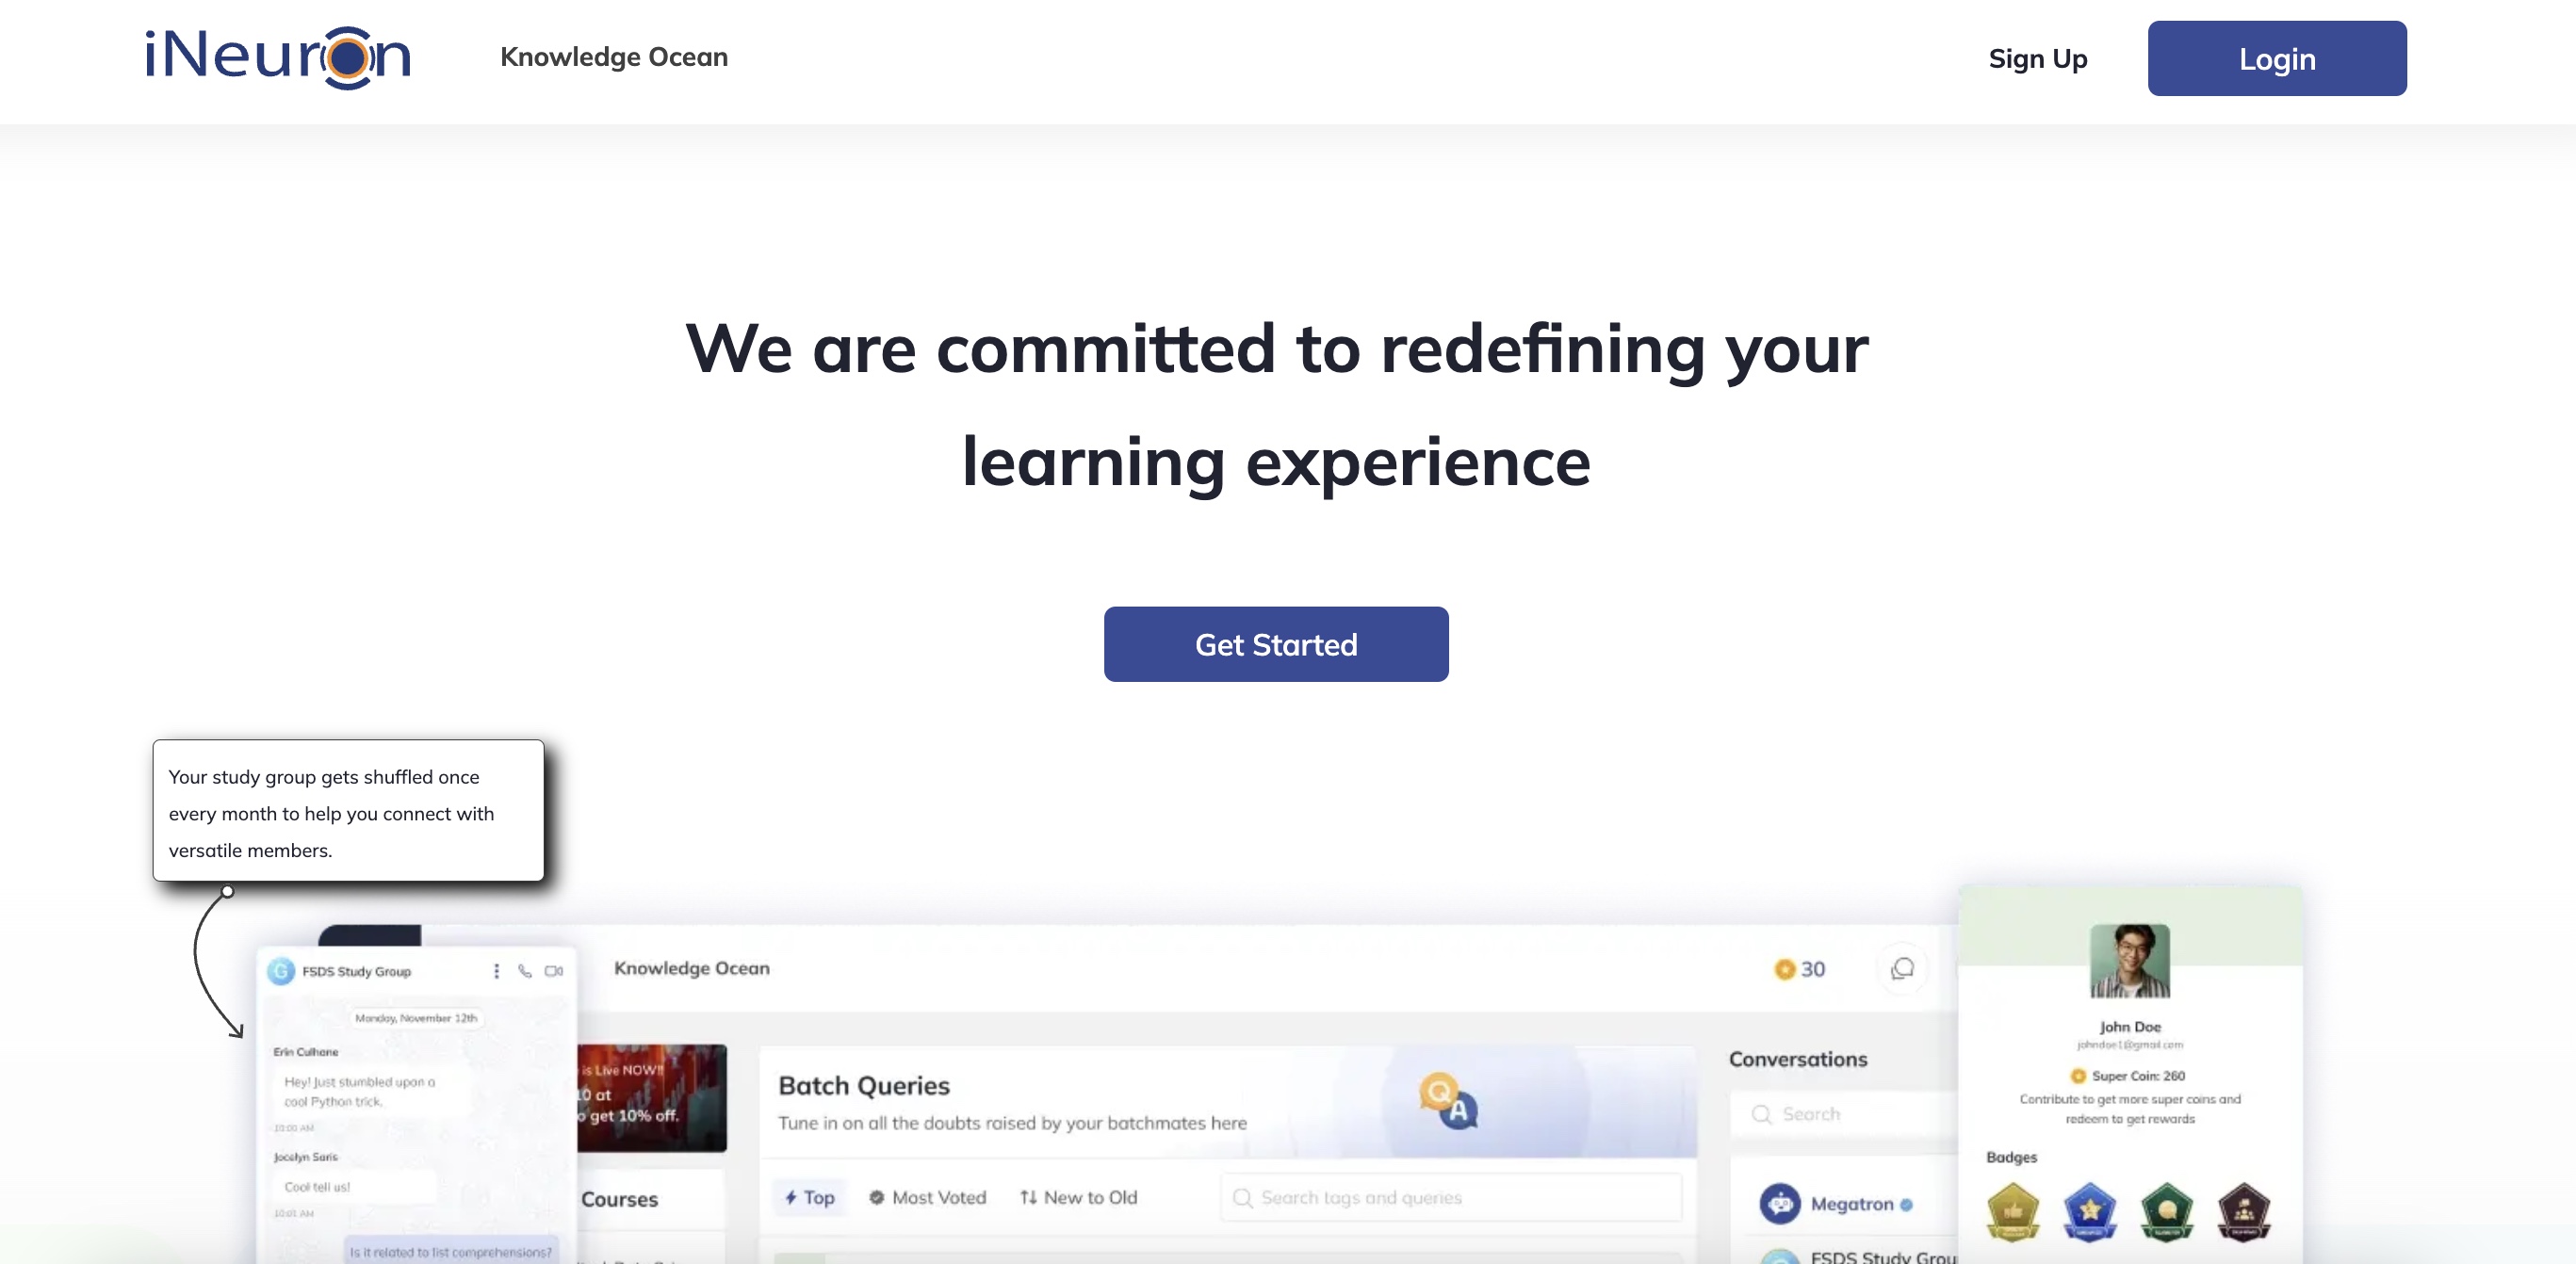 iNeuron
Knowledge Ocean
Sign Up
Login
We are committed to redefining your
learning experience
Get Started
Your study group gets shuffled once
every month to help you connect with
versatile members.
G
FSDS Study Group
Monday, November 12th
Erin Culhane
Hey! Just stumbled upon a
cool Python trick.
10:00 AM
Jocelyn Saris
Cool tell us!
10:01 AM
Is it related to list comprehensions?
Knowledge Ocean
30
is Live NOW!!
10 at
get 10% off.
Courses
Batch Queries
Tune in on all the doubts raised by your batchmates here
Q
A
Top
Most Voted
New to Old
Search tags and queries
Conversations
Search
Megatron
FSDS Study Grou
John Doe
johndoe1@gmail.com
Super Coin: 260
Contribute to get more super coins and
redeem to get rewards
Badges